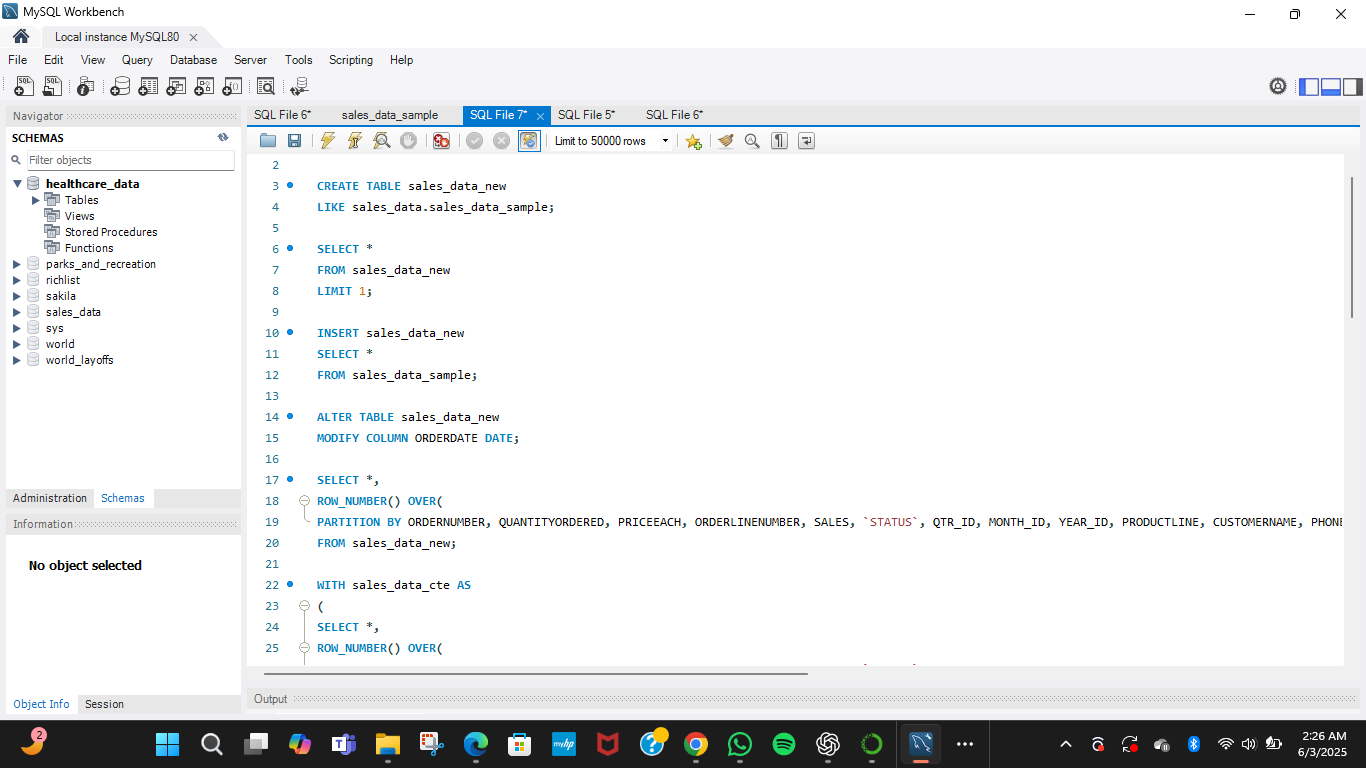 MySQL Workbench
Local instance MySQL80
File Edit View Query Database Server Tools Scripting Help
Navigator
SCHEMAS
Filter objects
healthcare_data
Tables
Views
Stored Procedures
Functions
parks_and_recreation
richlist
sakila
sales_data
sys
world
world_layoffs
Administration Schemas
Information
No object selected
Object Info Session
SQL File 6* sales_data_sample SQL File 7* SQL File 5* SQL File 6*
Limit to 50000 rows
2
3 CREATE TABLE sales_data_new
4 LIKE sales_data.sales_data_sample;
5
6 SELECT *
7 FROM sales_data_new
8 LIMIT 1;
9
10 INSERT sales_data_new
11 SELECT *
12 FROM sales_data_sample;
13
14 ALTER TABLE sales_data_new
15 MODIFY COLUMN ORDERDATE DATE;
16
17 SELECT *,
18 ROW_NUMBER() OVER(
19 PARTITION BY ORDERNUMBER, QUANTITYORDERED, PRICEEACH, ORDERLINENUMBER, SALES, `STATUS`, QTR_ID, MONTH_ID, YEAR_ID, PRODUCTLINE, CUSTOMERNAME, PHONE
20 FROM sales_data_new;
21
22 WITH sales_data_cte AS
23 (
24 SELECT *,
25 ROW_NUMBER() OVER(
Output
2
myhp
2:26 AM
6/3/2025